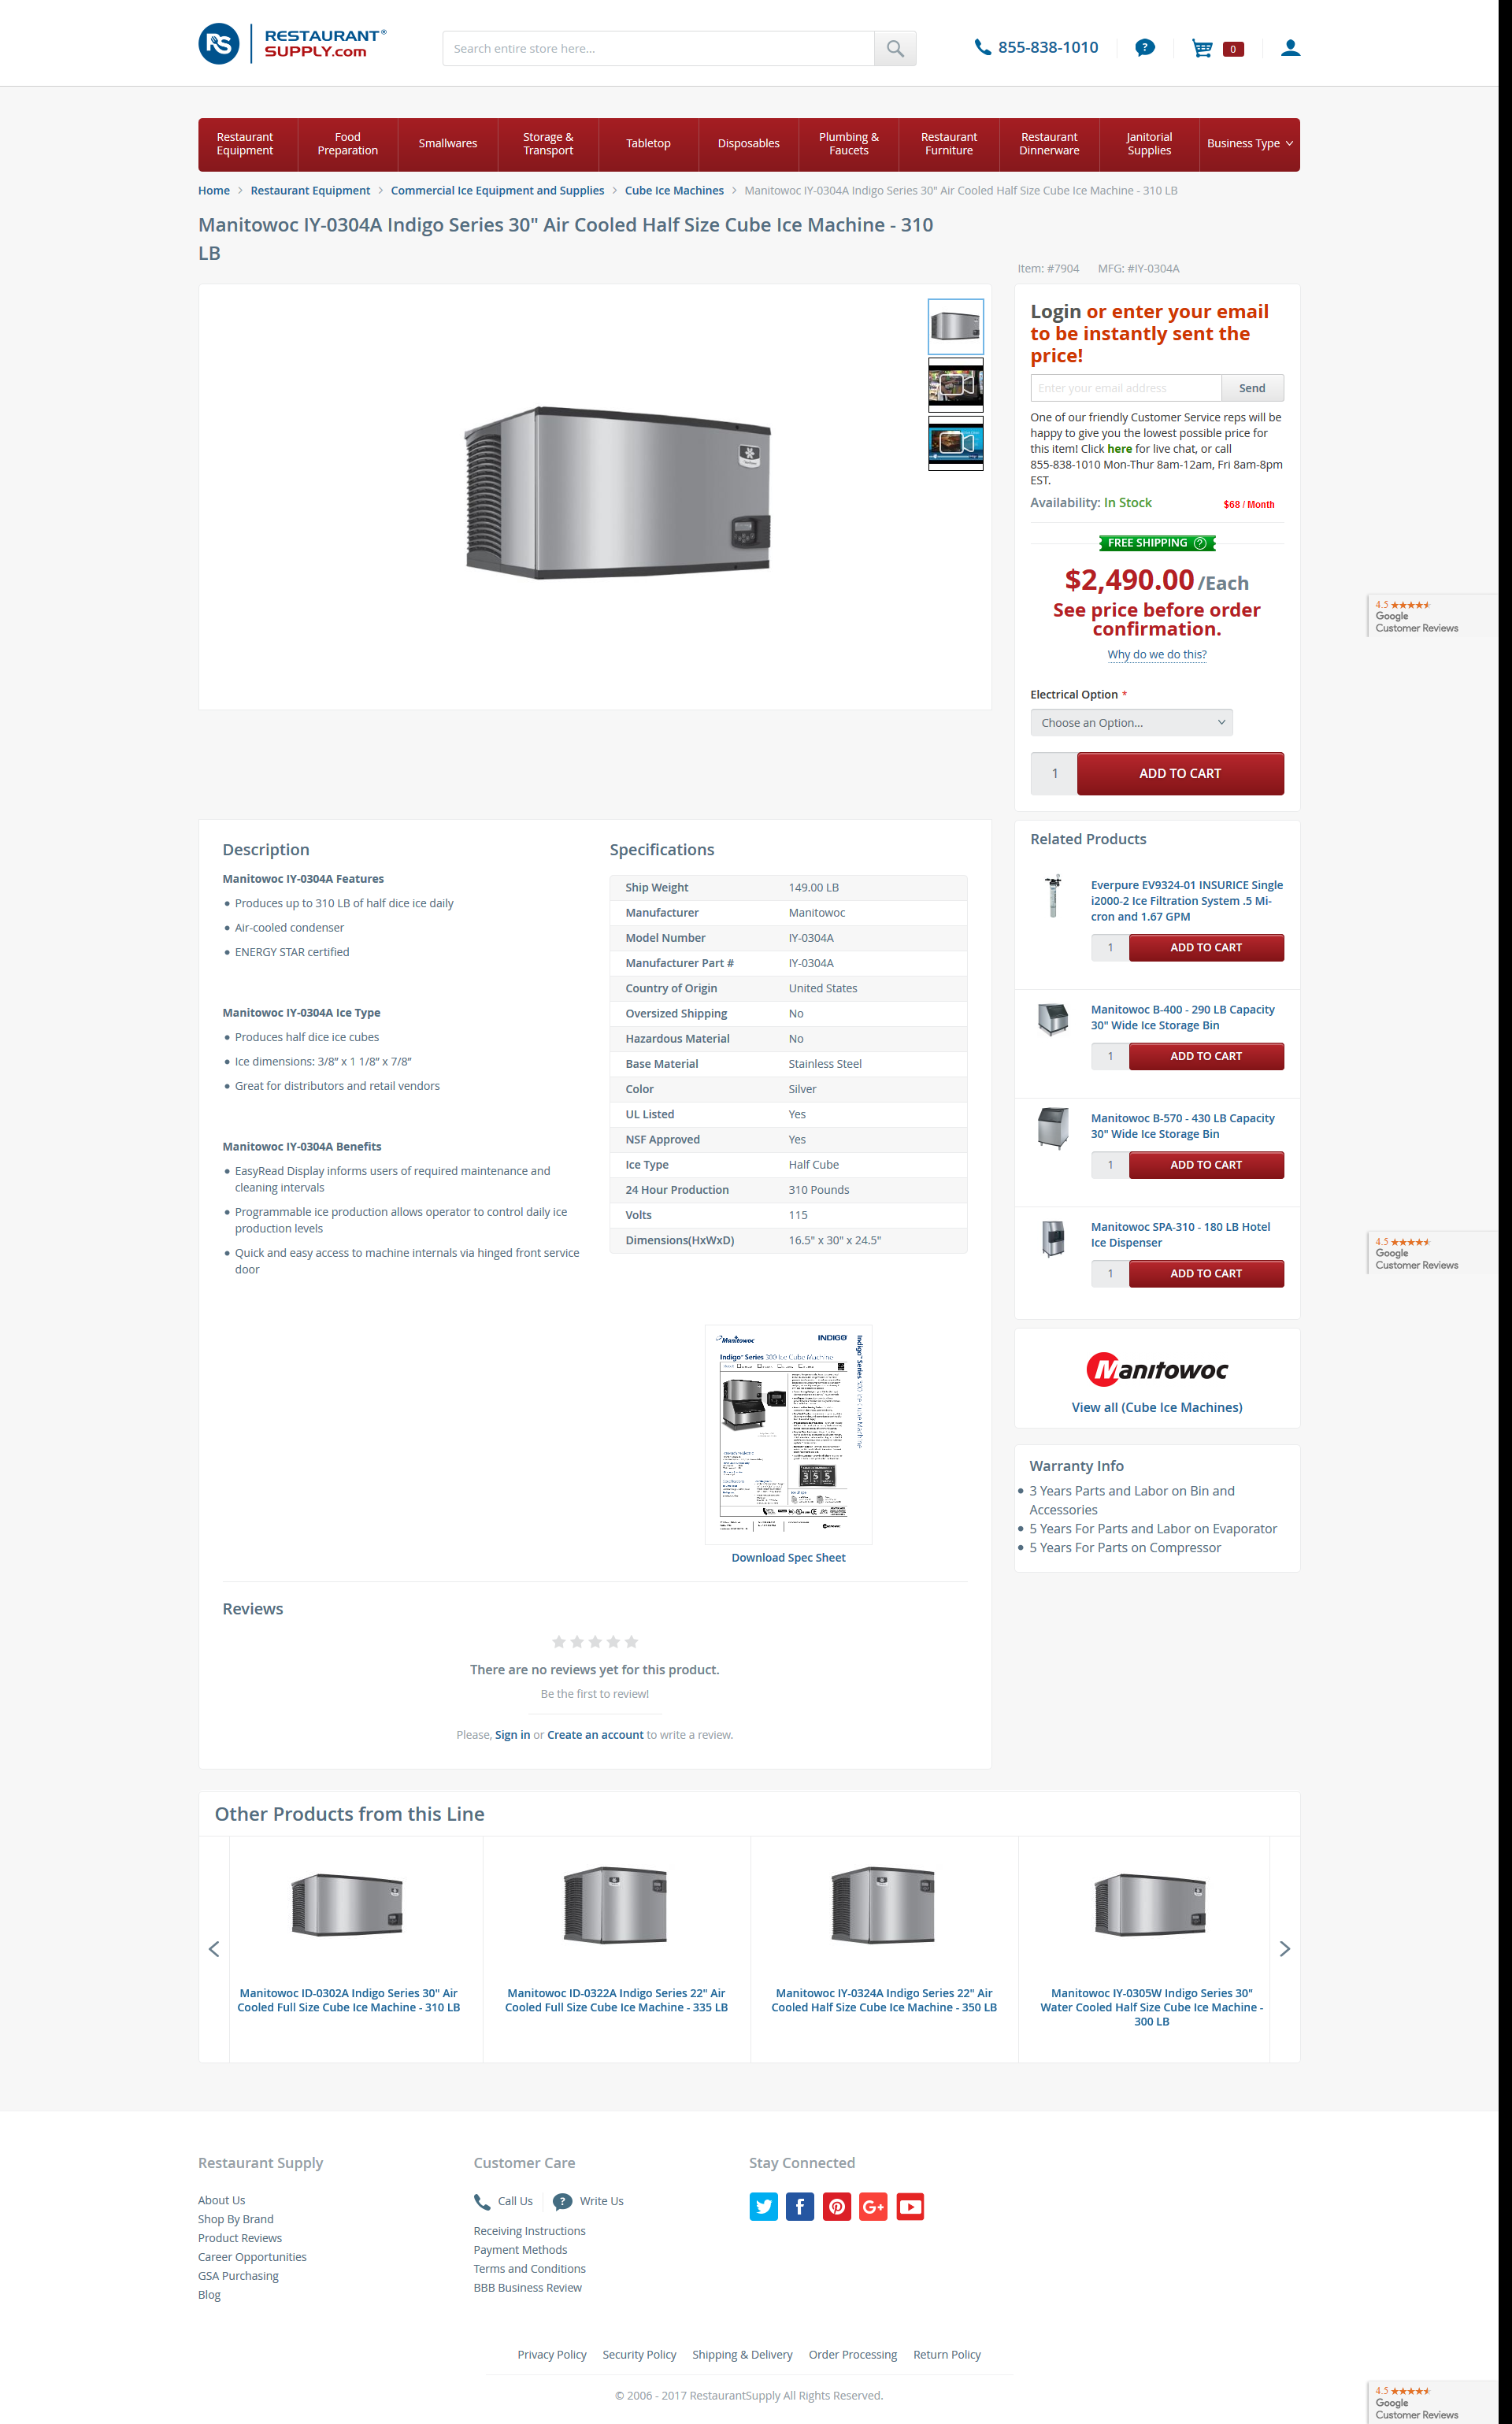 RS RESTAURANT®
SUPPLY.com
Search entire store here...
855-838-1010
?
0
Restaurant
Equipment
Food
Preparation
Smallwares
Storage &
Transport
Tabletop
Disposables
Plumbing &
Faucets
Restaurant
Furniture
Restaurant
Dinnerware
Janitorial
Supplies
Business Type
Home > Restaurant Equipment > Commercial Ice Equipment and Supplies > Cube Ice Machines > Manitowoc IY-0304A Indigo Series 30" Air Cooled Half Size Cube Ice Machine - 310 LB
Manitowoc IY-0304A Indigo Series 30" Air Cooled Half Size Cube Ice Machine - 310
LB
Item: #7904 MFG: #IY-0304A
Login or enter your email
to be instantly sent the
price!
Enter your email address
Send
One of our friendly Customer Service reps will be
happy to give you the lowest possible price for
this item! Click here for live chat, or call
855-838-1010 Mon-Thur 8am-12am, Fri 8am-8pm
EST.
Availability: In Stock
$68 / Month
FREE SHIPPING ?
$2,490.00 /Each
See price before order
confirmation.
Why do we do this?
Electrical Option *
Choose an Option...
1
ADD TO CART
4.5
Google
Customer Reviews
Description
Manitowoc IY-0304A Features
• Produces up to 310 LB of half dice ice daily
• Air-cooled condenser
• ENERGY STAR certified
Manitowoc IY-0304A Ice Type
• Produces half dice ice cubes
• Ice dimensions: 3/8" x 1 1/8" x 7/8"
• Great for distributors and retail vendors
Manitowoc IY-0304A Benefits
• EasyRead Display informs users of required maintenance and
cleaning intervals
• Programmable ice production allows operator to control daily ice
production levels
• Quick and easy access to machine internals via hinged front service
door
Specifications
Ship Weight 149.00 LB
Manufacturer Manitowoc
Model Number IY-0304A
Manufacturer Part # IY-0304A
Country of Origin United States
Oversized Shipping No
Hazardous Material No
Base Material Stainless Steel
Color Silver
UL Listed Yes
NSF Approved Yes
Ice Type Half Cube
24 Hour Production 310 Pounds
Volts 115
Dimensions(HxWxD) 16.5" x 30" x 24.5"
Manitowoc INDIGO
Indigo™ Series 300 Ice Cube Machine
Indigo™ Series 300 Ice Cube Machine
3 5 5
Download Spec Sheet
Related Products
Everpure EV9324-01 INSURICE Single
i2000-2 Ice Filtration System .5 Mi-
cron and 1.67 GPM
1
ADD TO CART
Manitowoc B-400 - 290 LB Capacity
30" Wide Ice Storage Bin
1
ADD TO CART
Manitowoc B-570 - 430 LB Capacity
30" Wide Ice Storage Bin
1
ADD TO CART
Manitowoc SPA-310 - 180 LB Hotel
Ice Dispenser
1
ADD TO CART
4.5
Google
Customer Reviews
Manitowoc
View all (Cube Ice Machines)
Warranty Info
• 3 Years Parts and Labor on Bin and
Accessories
• 5 Years For Parts and Labor on Evaporator
• 5 Years For Parts on Compressor
Reviews
There are no reviews yet for this product.
Be the first to review!
Please, Sign in or Create an account to write a review.
Other Products from this Line
Manitowoc ID-0302A Indigo Series 30" Air
Cooled Full Size Cube Ice Machine - 310 LB
Manitowoc ID-0322A Indigo Series 22" Air
Cooled Full Size Cube Ice Machine - 335 LB
Manitowoc IY-0324A Indigo Series 22" Air
Cooled Half Size Cube Ice Machine - 350 LB
Manitowoc IY-0305W Indigo Series 30"
Water Cooled Half Size Cube Ice Machine -
300 LB
Restaurant Supply
About Us
Shop By Brand
Product Reviews
Career Opportunities
GSA Purchasing
Blog
Customer Care
Call Us
? Write Us
Receiving Instructions
Payment Methods
Terms and Conditions
BBB Business Review
Stay Connected
f
G+
Privacy Policy Security Policy Shipping & Delivery Order Processing Return Policy
© 2006 - 2017 RestaurantSupply All Rights Reserved.
4.5
Google
Customer Reviews